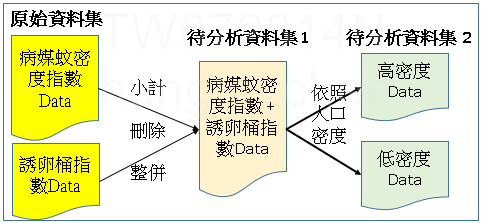 原始資料集
病媒蚊密
度指數
Data
誘卵桶指
數Data
小計
刪除
整併
待分析資料集1
病媒蚊密
度指數+
誘卵桶指
數Data
依照
人口
密度
待分析資料集 2
高密度
Data
低密度
Data